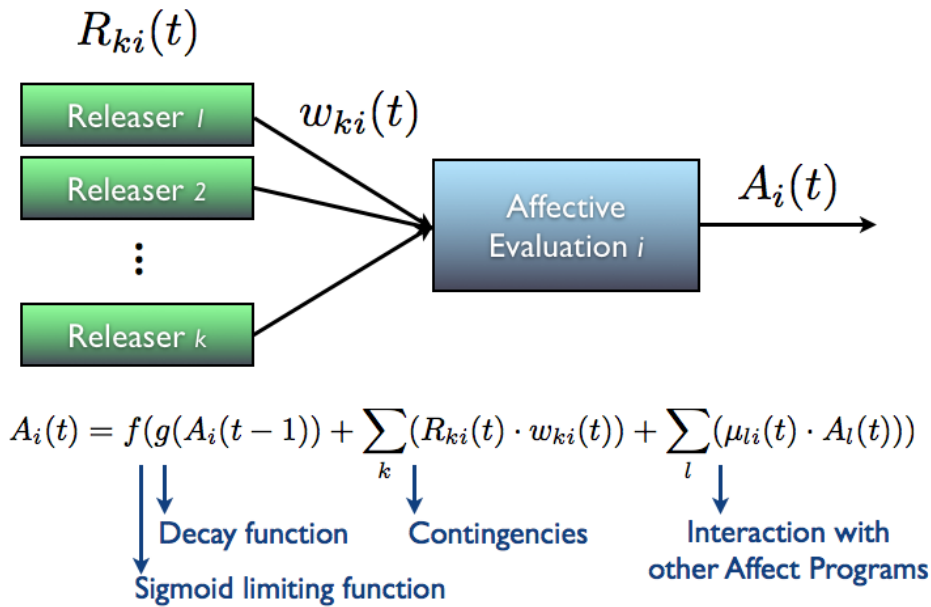 R_{ki}(t)
Releaser 1
w_{ki}(t)
Releaser 2
⋮
Releaser k
Affective
Evaluation i
A_i(t)
A_i(t) = f(g(A_i(t − 1)) + ∑_k (R_{ki}(t) · w_{ki}(t)) + ∑_l (μ_{li}(t) · A_l(t)))
Decay function
Sigmoid limiting function
Contingencies
Interaction with
other Affect Programs